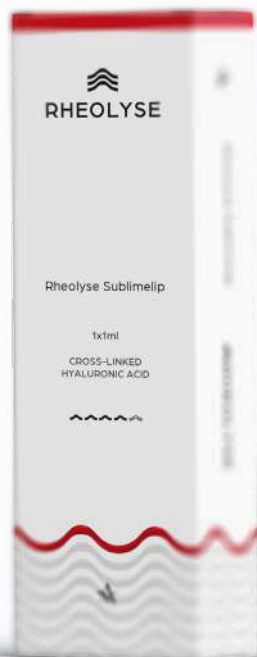 RHEOLYSE
Rheolyse Sublimelip
1x1ml
CROSS-LINKED
HYALURONIC ACID